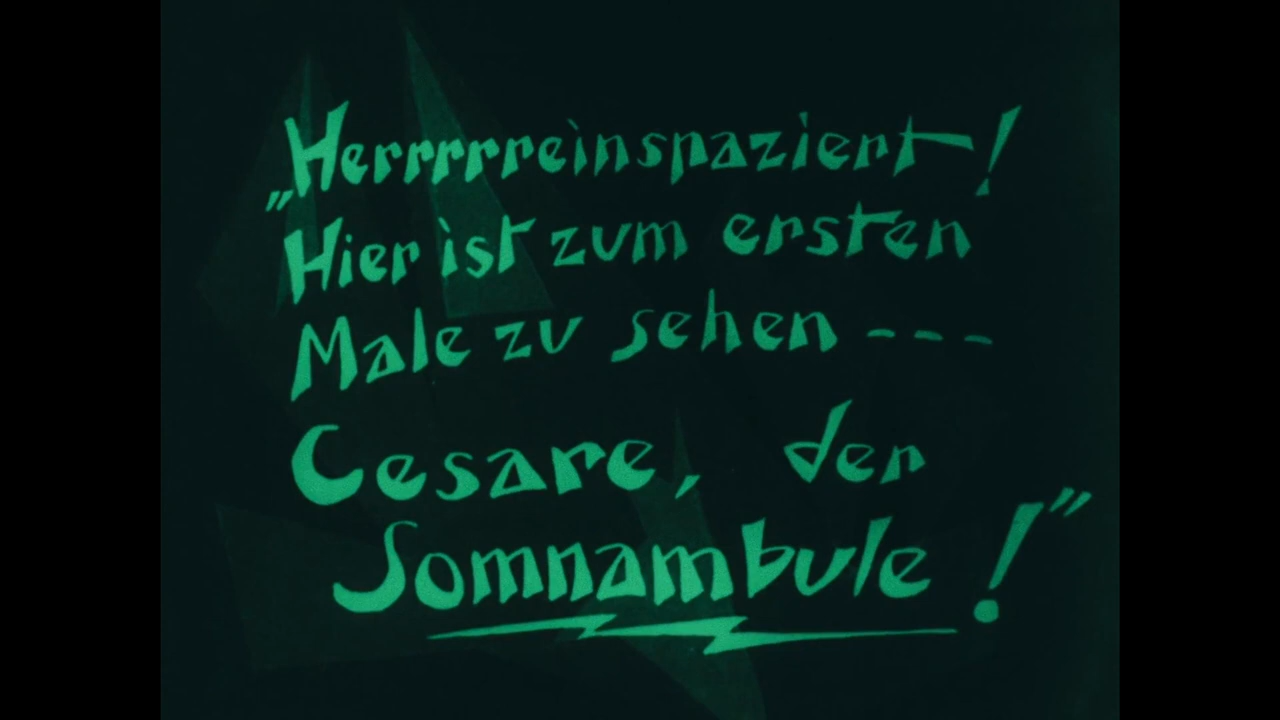 „Herrrrreinspaziert!
Hier ist zum ersten
Male zu sehen ---
Cesare, der
Somnambule!”